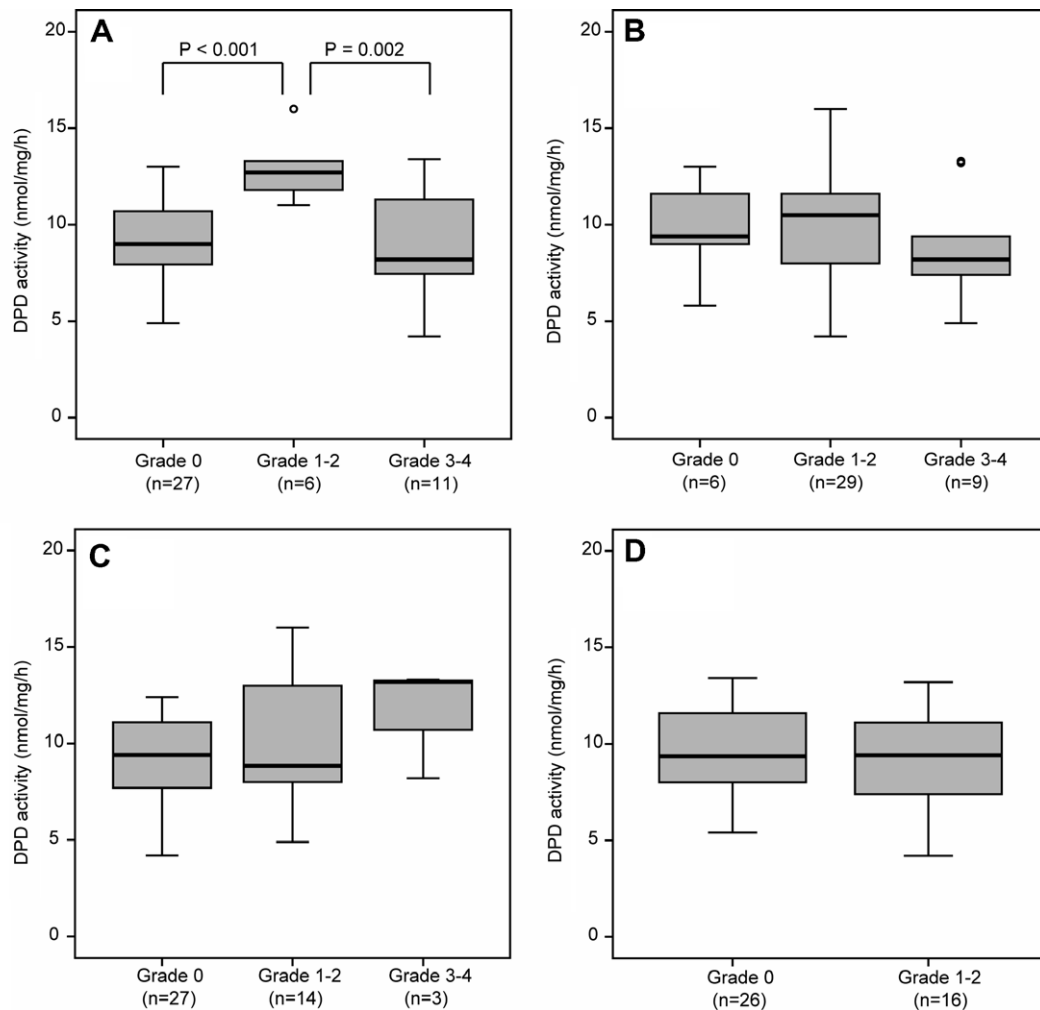 A
P < 0.001
P = 0.002
DPD activity (nmol/mg/h)
20
15
10
5
0
Grade 0
(n=27)
Grade 1-2
(n=6)
Grade 3-4
(n=11)
B
DPD activity (nmol/mg/h)
20
15
10
5
0
Grade 0
(n=6)
Grade 1-2
(n=29)
Grade 3-4
(n=9)
C
DPD activity (nmol/mg/h)
20
15
10
5
0
Grade 0
(n=27)
Grade 1-2
(n=14)
Grade 3-4
(n=3)
D
DPD activity (nmol/mg/h)
20
15
10
5
0
Grade 0
(n=26)
Grade 1-2
(n=16)